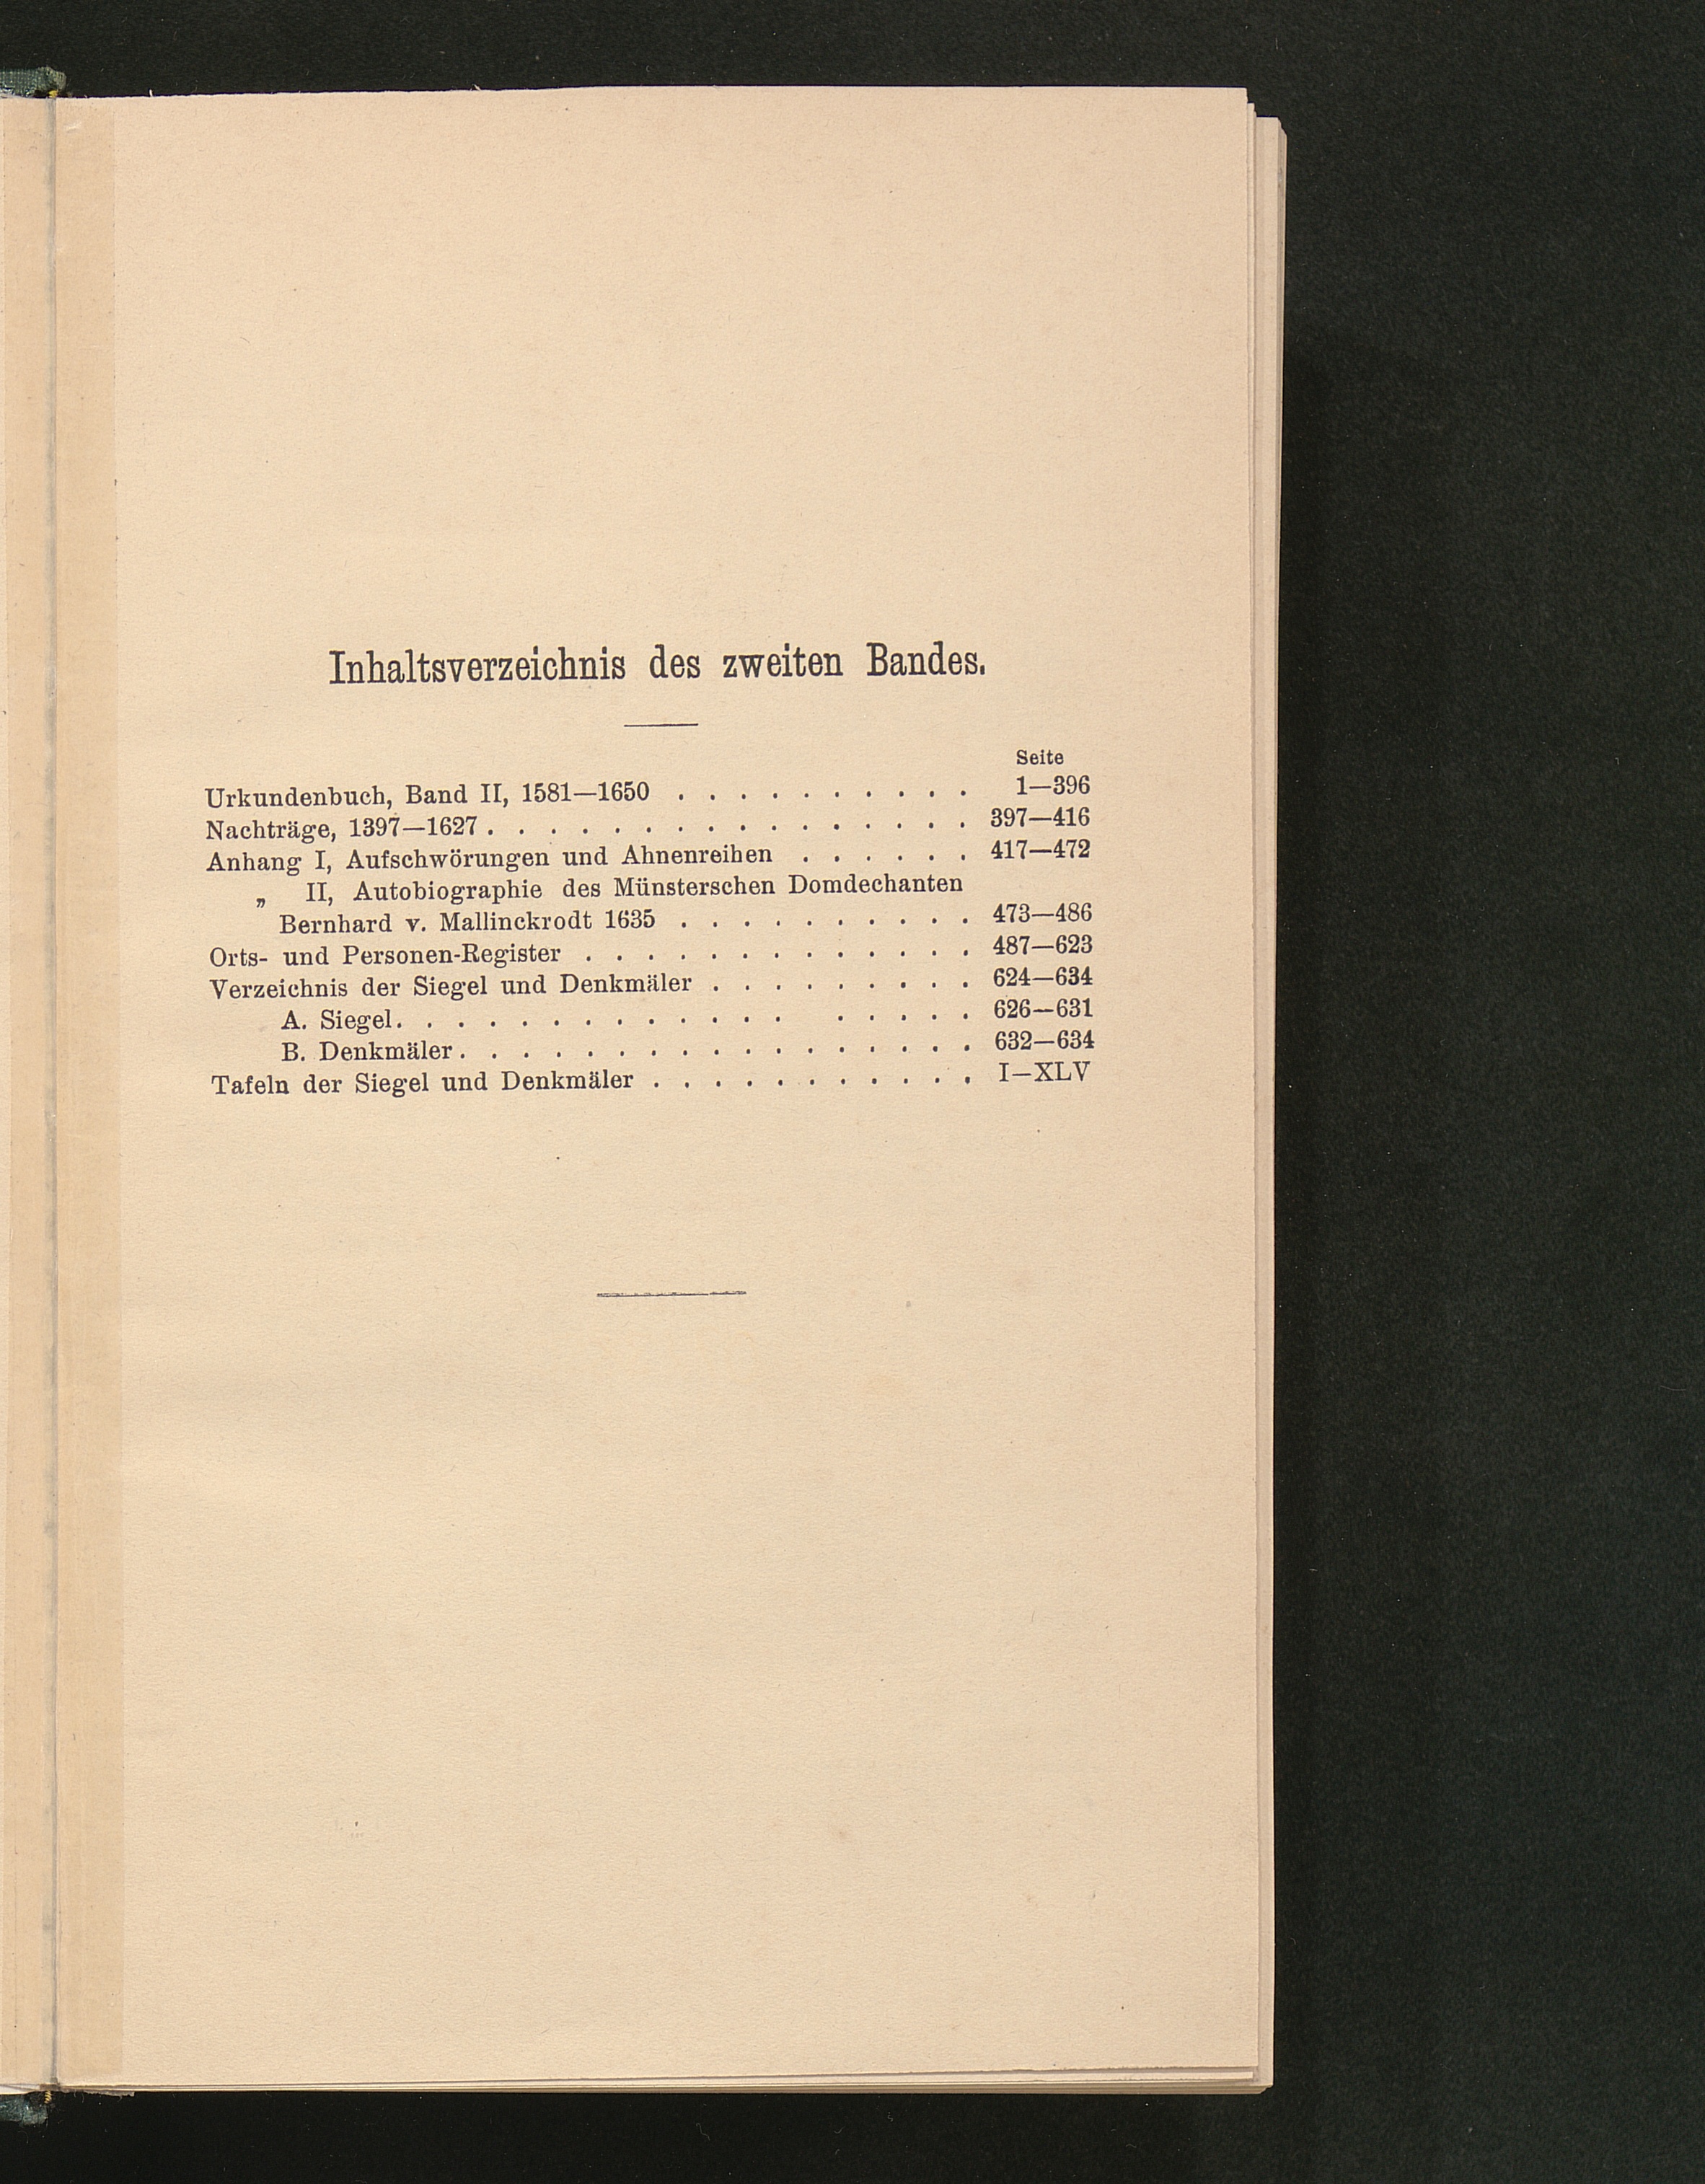 Inhaltsverzeichnis des zweiten Bandes.
Seite
Urkundenbuch, Band II, 1581—1650 . . . . . . . . . . 1—396
Nachträge, 1397—1627 . . . . . . . . . . . . . . . . 397—416
Anhang I, Aufschwörungen und Ahnenreihen . . . . . . 417—472
„ II, Autobiographie des Münsterschen Domdechanten
Bernhard v. Mallinckrodt 1635 . . . . . . . . . . 473—486
Orts- und Personen-Register . . . . . . . . . . . . . 487—623
Verzeichnis der Siegel und Denkmäler . . . . . . . . . 624—634
A. Siegel. . . . . . . . . . . . . . . . . . 626—631
B. Denkmäler . . . . . . . . . . . . . . . . . 632—634
Tafeln der Siegel und Denkmäler . . . . . . . . . . . I—XLV